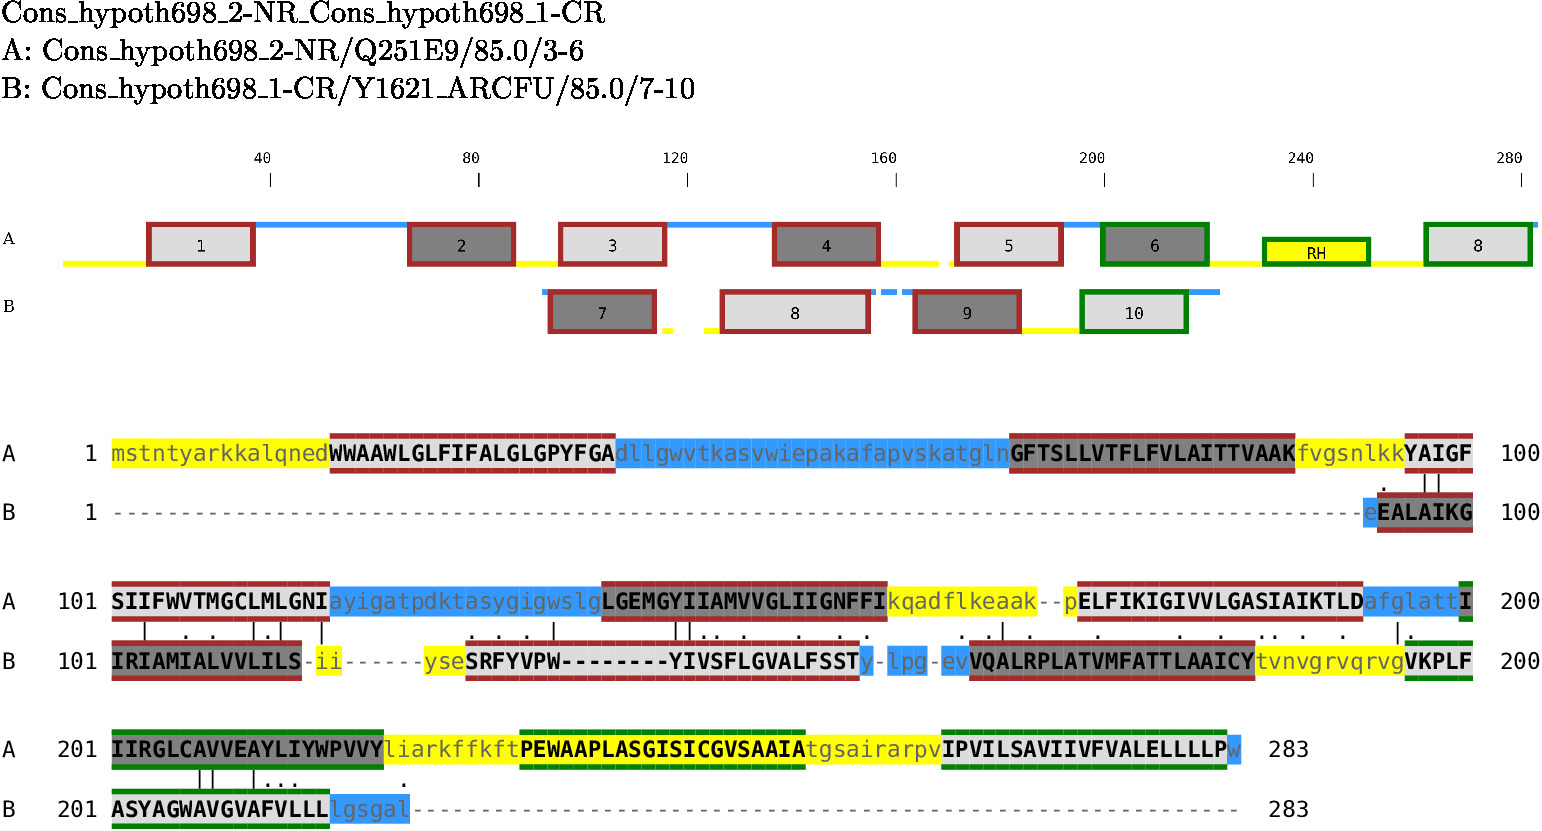 Cons_hypoth698_2-NR_Cons_hypoth698_1-CR
A: Cons_hypoth698_2-NR/Q251E9/85.0/3-6
B: Cons_hypoth698_1-CR/Y1621_ARCFU/85.0/7-10
40 80 120 160 200 240 280
A 1 2 3 4 5 6 RH 8
B 7 8 9 10
A 1 mstntyarkkalqnedWWAAWLGLFIFALGLGPYFGAdllgwvtkasvwiepakafapvskatglnGFTSLLVTFLFVLAITTVAAKfvgsnlkkYAIGF 100
. ||
B 1 --------------------------------------------------------------------------------------------eEALAIKG 100
A 101 SIIFWVTMGCLMLGNIayigatpdktasygigwslgLGEMGYIIAMVVGLIIGNFFIkqadflkeaak--pELFIKIGIVVLGASIAIKTLDafglattI 200
| . . |.| | . . . | ||.. . . . . . . |. . . . .. . . |.
B 101 IRIAMIALVVLILS-ii------yseSRFYVPW--------YIVSFLGVALFSSTy-lpg-evVQALRPLATVMFATTLAAICYtvnvgrvqrvgVKPLF 200
A 201 IIRGLCAVVEAYLIYWPVVYliarkffkftPEWAAPLASGISICGVSAAIAtgsairarpvIPVILSAVIIVFVALELLLLPw 283
|| |... .
B 201 ASYAGWAVGVAFVLLLlgsgal------------------------------------------------------------- 283